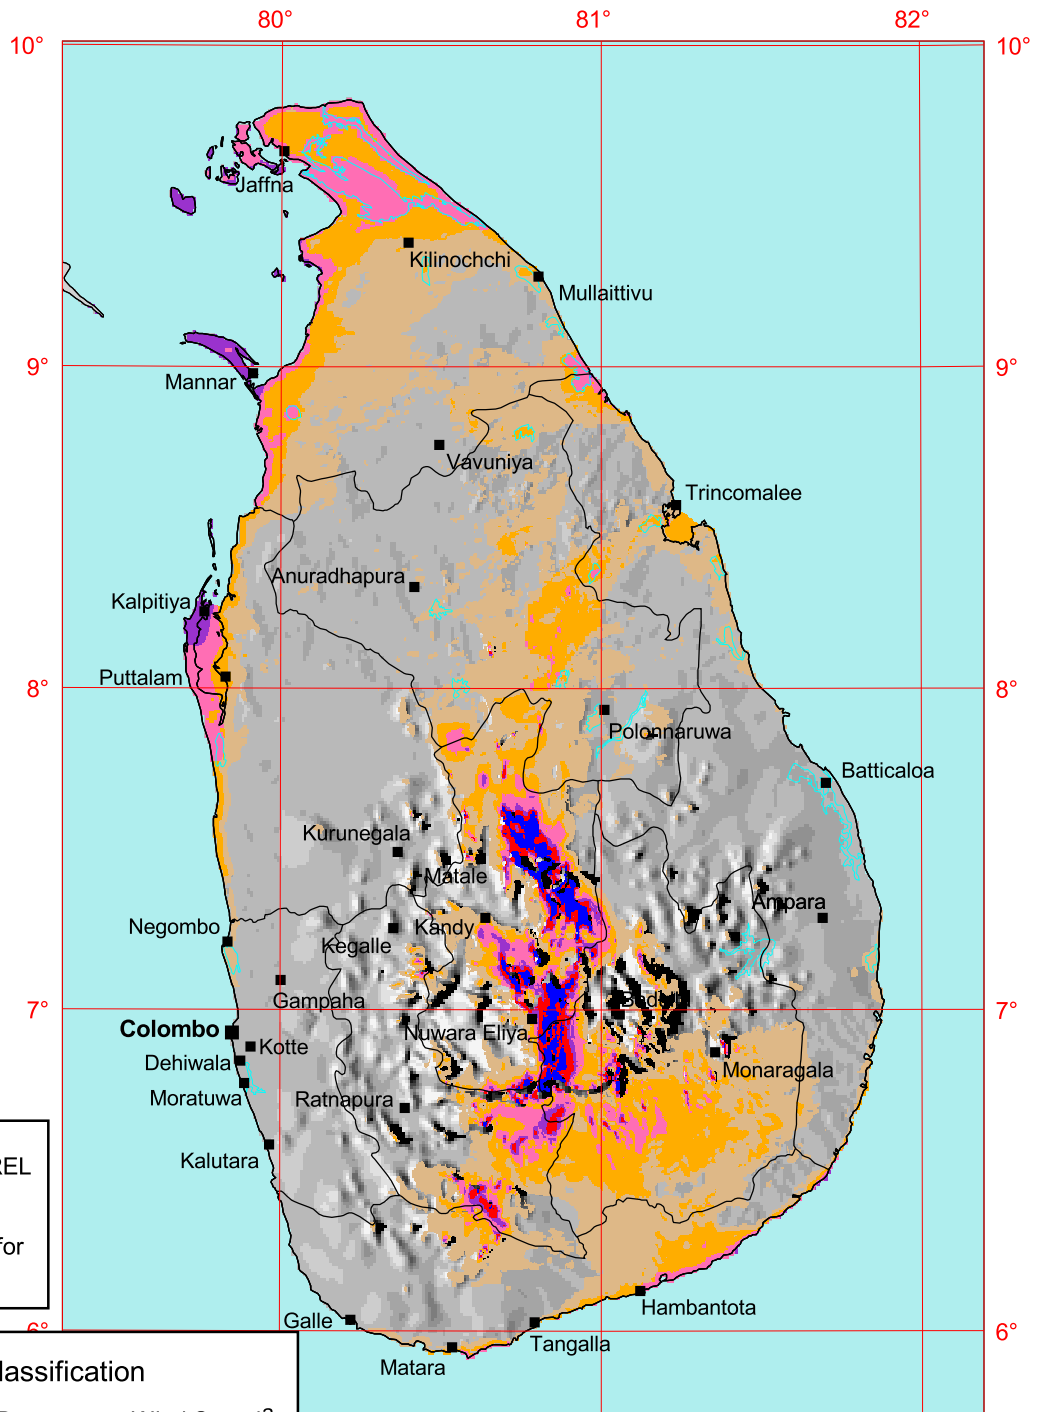 80° 81° 82°
10° 10°
Jaffna
Kilinochchi
Mullaittivu
9° 9°
Mannar
Vavuniya
Trincomalee
Anuradhapura
Kalpitiya
Puttalam
8° 8°
Polonnaruwa
Batticaloa
Kurunegala
Matale
Ampara
Negombo
Kandy
Kegalle
Gampaha
7° 7°
Colombo
Nuwara Eliya
Kotte
Dehiwala
Monaragala
Moratuwa
Ratnapura
Kalutara
REL
for
Hambantota
Galle
6° 6°
Tangalla
Matara
lassification